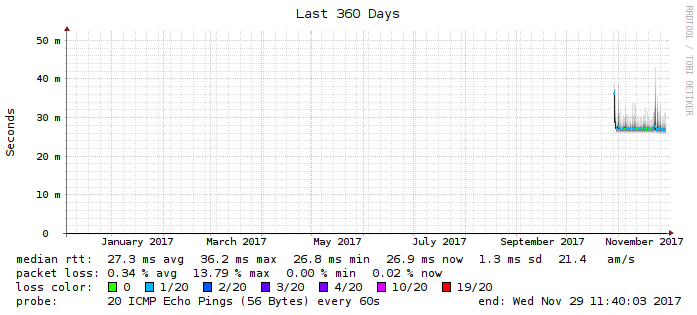 Last 360 Days
RRDTOOL / TOBI OETIKER
Seconds
50 m
40 m
30 m
20 m
10 m
0
January 2017 March 2017 May 2017 July 2017 September 2017 November 2017
median rtt: 27.3 ms avg 36.2 ms max 26.8 ms min 26.9 ms now 1.3 ms sd 21.4 am/s
packet loss: 0.34 % avg 13.79 % max 0.00 % min 0.02 % now
loss color: 0 1/20 2/20 3/20 4/20 10/20 19/20
probe: 20 ICMP Echo Pings (56 Bytes) every 60s end: Wed Nov 29 11:40:03 2017